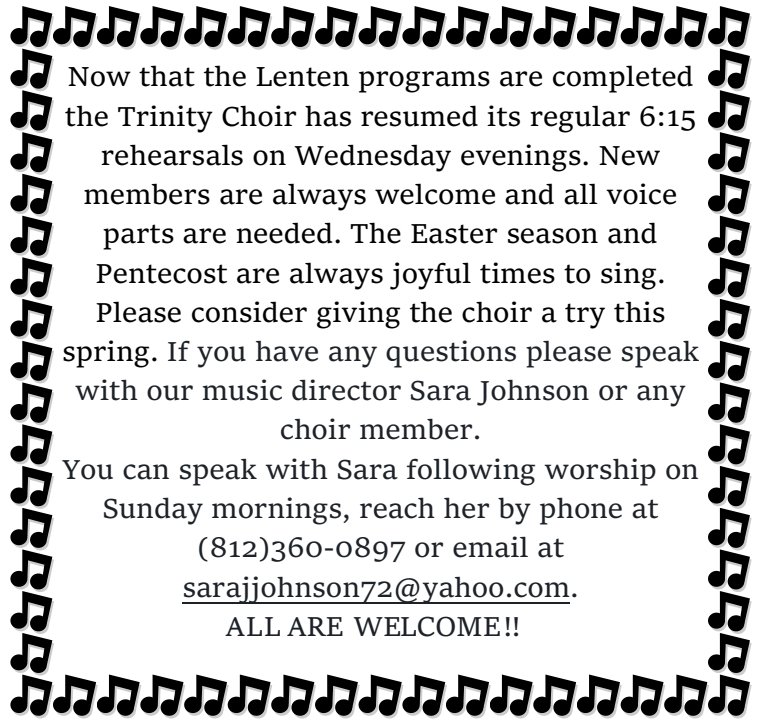 Now that the Lenten programs are completed
the Trinity Choir has resumed its regular 6:15
rehearsals on Wednesday evenings. New
members are always welcome and all voice
parts are needed. The Easter season and
Pentecost are always joyful times to sing.
Please consider giving the choir a try this
spring. If you have any questions please speak
with our music director Sara Johnson or any
choir member.
You can speak with Sara following worship on
Sunday mornings, reach her by phone at
(812)360-0897 or email at
sarajjohnson72@yahoo.com.
ALL ARE WELCOME!!